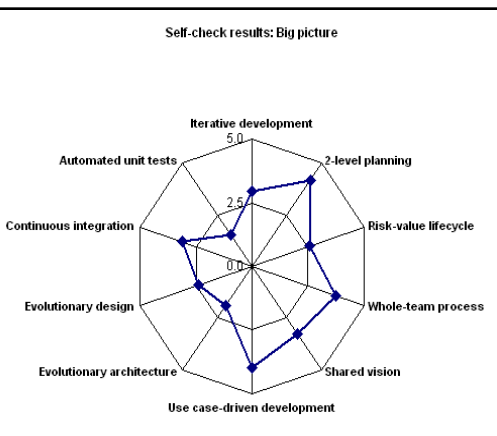 Self-check results: Big picture
Iterative development
5.0
Automated unit tests
2-level planning
2.5
Continuous integration
Risk-value lifecycle
0.0
Evolutionary design
Whole-team process
Evolutionary architecture
Shared vision
Use case-driven development